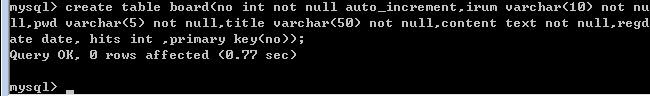 mysql> create table board(no int not null auto_increment,irum varchar(10) not nu
ll,pwd varchar(5) not null,title varchar(50) not null,content text not null,regd
ate date, hits int ,primary key(no));
Query OK, 0 rows affected (0.77 sec)
mysql> _